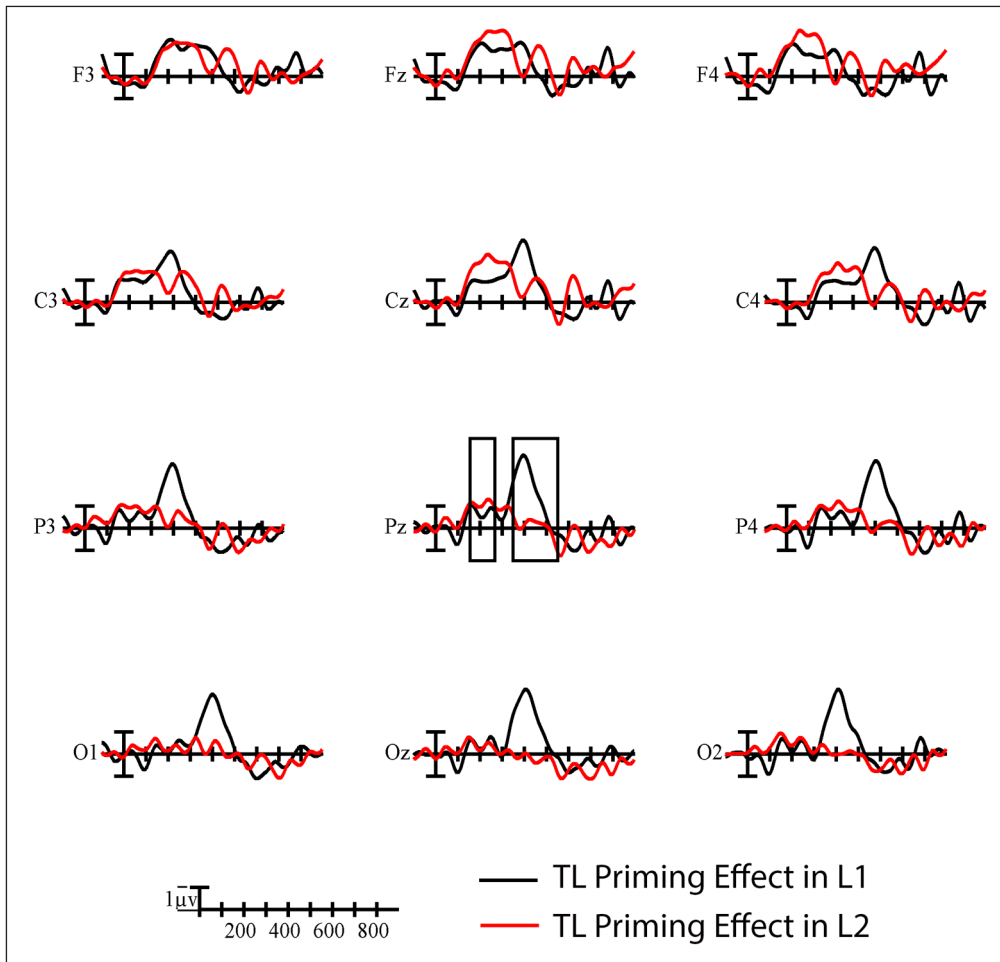 F3 Fz F4
C3 Cz C4
P3 Pz P4
O1 Oz O2
1μv
200 400 600 800
TL Priming Effect in L1
TL Priming Effect in L2